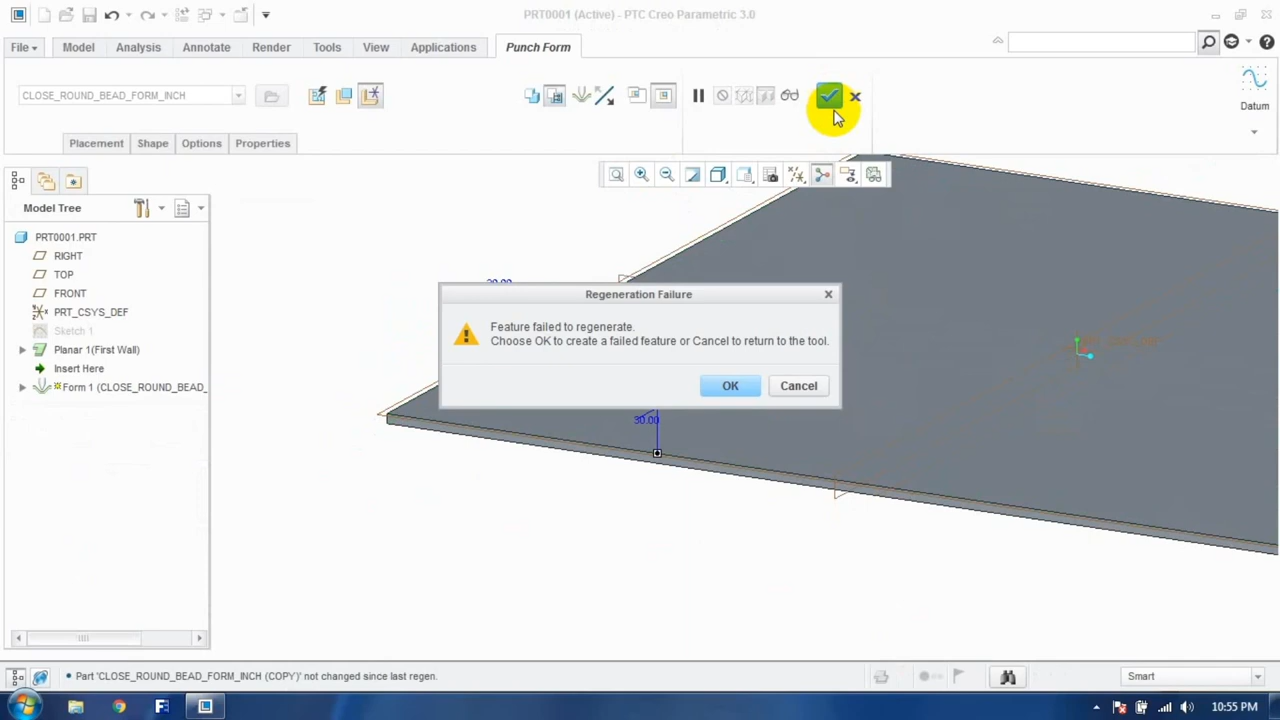 PRT0001 (Active) - PTC Creo Parametric 3.0
File
Model
Analysis
Annotate
Render
Tools
View
Applications
Punch Form
CLOSE_ROUND_BEAD_FORM_INCH
Datum
Placement
Shape
Options
Properties
Model Tree
PRT0001.PRT
RIGHT
TOP
FRONT
PRT_CSYS_DEF
Sketch 1
Planar 1(First Wall)
Insert Here
Form 1 (CLOSE_ROUND_BEAD_
Regeneration Failure
Feature failed to regenerate.
Choose OK to create a failed feature or Cancel to return to the tool.
OK
Cancel
30.00
Part 'CLOSE_ROUND_BEAD_FORM_INCH (COPY)' not changed since last regen.
Smart
10:55 PM